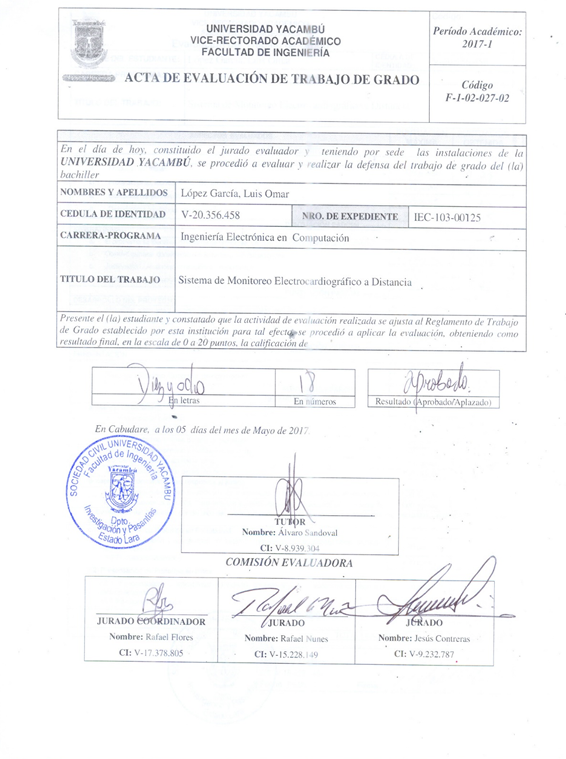 UNIVERSIDAD YACAMBÚ
VICE-RECTORADO ACADÉMICO
FACULTAD DE INGENIERÍA
ACTA DE EVALUACIÓN DE TRABAJO DE GRADO
Período Académico:
2017-1
Código
F-1-02-027-02
En el día de hoy, constituido el jurado evaluador y teniendo por sede las instalaciones de la
UNIVERSIDAD YACAMBÚ, se procedió a evaluar y realizar la defensa del trabajo de grado del (la)
bachiller
NOMBRES Y APELLIDOS López García, Luis Omar
CEDULA DE IDENTIDAD V-20.356.458 NRO. DE EXPEDIENTE IEC-103-00125
CARRERA-PROGRAMA Ingeniería Electrónica en Computación
TITULO DEL TRABAJO Sistema de Monitoreo Electrocardiográfico a Distancia
Presente el (la) estudiante y constatado que la actividad de evaluación realizada se ajusta al Reglamento de Trabajo
de Grado establecido por esta institución para tal efecto se procedió a aplicar la evaluación, obteniendo como
resultado final, en la escala de 0 a 20 puntos, la calificación de
Diez y ocho 18 Aprobado.
En letras En números Resultado (Aprobado/Aplazado)
En Cabudare, a los 05 días del mes de Mayo de 2017.
SOCIEDAD CIVIL UNIVERSIDAD YACAMBU
Facultad de Ingeniería
Yacambú
Dpto.
Investigación y Pasantías
Estado Lara
TUTOR
Nombre: Álvaro Sandoval
CI: V-8.939.304
COMISIÓN EVALUADORA
JURADO COORDINADOR JURADO JURADO
Nombre: Rafael Flores Nombre: Rafael Nunes Nombre: Jesús Contreras
CI: V-17.378.805 CI: V-15.228.149 CI: V-9.232.787